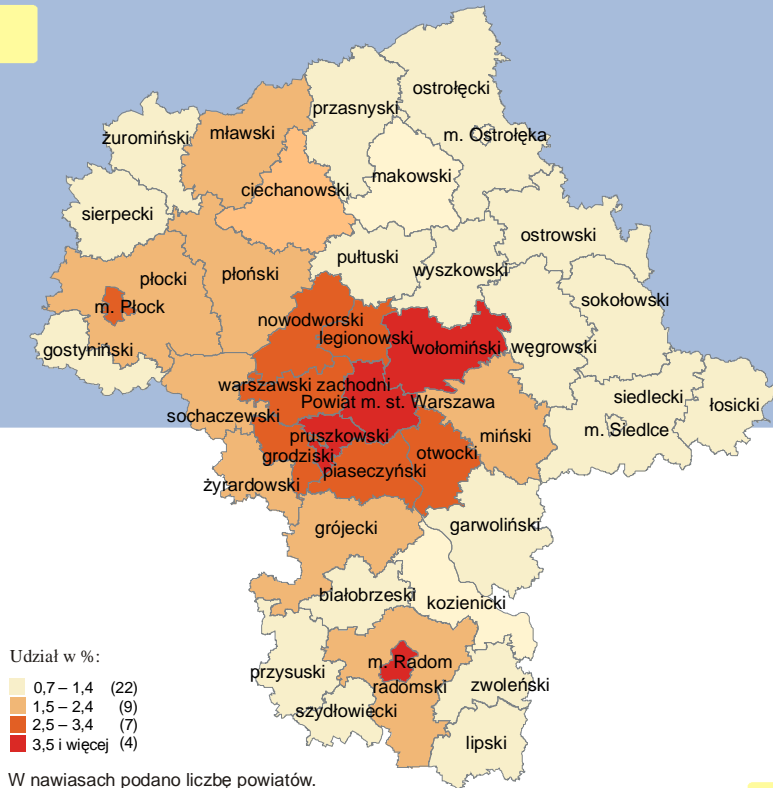 ostrołęcki
przasnyski
żuromiński
mławski
m. Ostrołęka
makowski
ciechanowski
sierpecki
ostrowski
pułtuski
wyszkowski
płocki
płoński
sokołowski
m. Płock
nowodworski
legionowski
gostyniński
wołomiński
węgrowski
warszawski zachodni
siedlecki
Powiat m. st. Warszawa
łosicki
sochaczewski
pruszkowski
miński
m. Siedlce
grodziski
otwocki
piaseczyński
żyrardowski
grójecki
garwoliński
białobrzeski
kozienicki
Udział w %:
m. Radom
przysuski
radomski
zwoleński
0,7 – 1,4 (22)
1,5 – 2,4 (9)
szydłowiecki
2,5 – 3,4 (7)
3,5 i więcej (4)
lipski
W nawiasach podano liczbę powiatów.